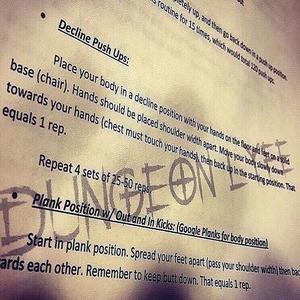 pletely up, and then go back down in a push up position.
s routine for 15 times, which would total 120 push ups.
Decline Push Ups:
Place your body in a decline position with your hands on the floor and feet on a solid
base (chair). Hands should be placed shoulder width apart. Move your body slowly down
towards your hands (chest must touch your hands), then back up in the starting position. That
equals 1 rep.
Repeat 4 sets of 25-50 reps
DUNGEON LIFE
Plank Position w/ Out and in Kicks: (Google Planks for body position)
Start in plank position. Spread your feet apart (pass your shoulder width) then bac
ards each other. Remember to keep butt down. That equals 1 rep.